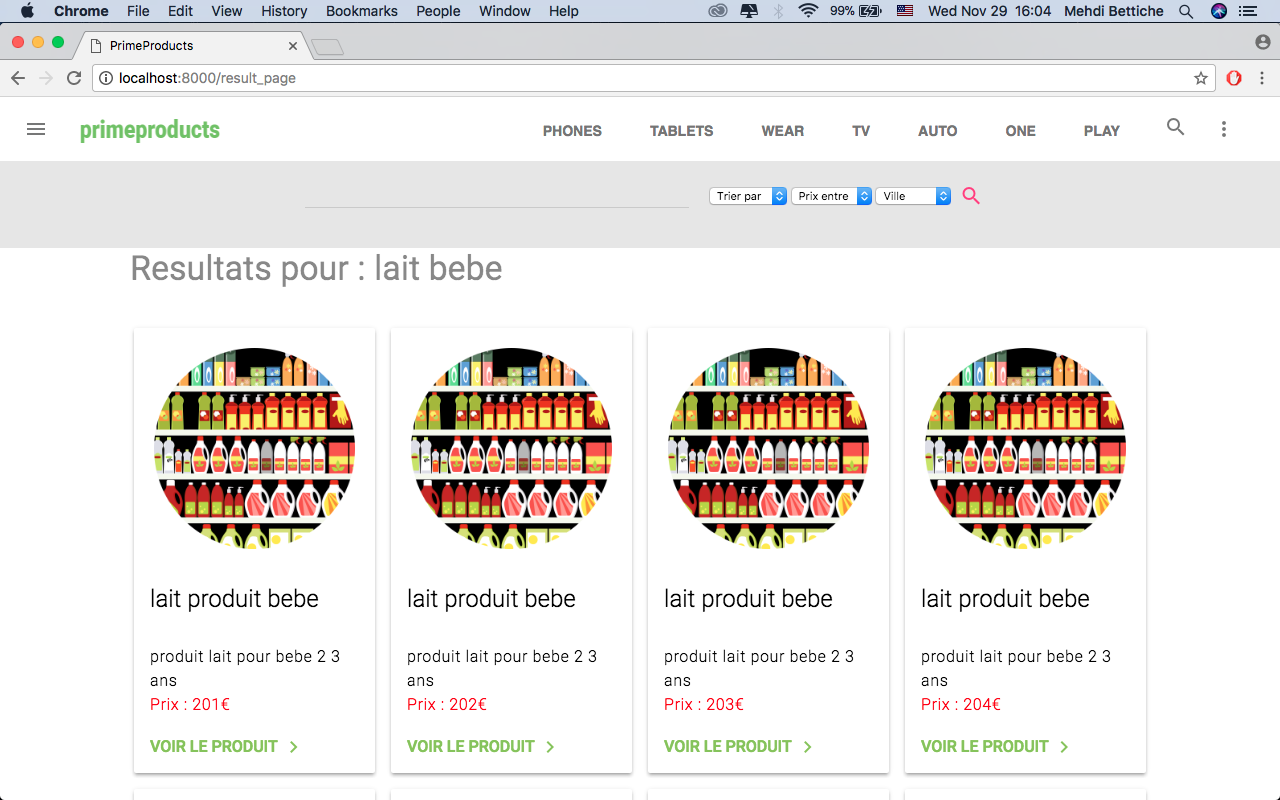 Chrome File Edit View History Bookmarks People Window Help 99% Wed Nov 29 16:04 Mehdi Bettiche
PrimeProducts
localhost:8000/result_page
primeproducts PHONES TABLETS WEAR TV AUTO ONE PLAY
Trier par Prix entre Ville
Resultats pour : lait bebe
lait produit bebe
produit lait pour bebe 2 3
ans
Prix : 201€
VOIR LE PRODUIT
lait produit bebe
produit lait pour bebe 2 3
ans
Prix : 202€
VOIR LE PRODUIT
lait produit bebe
produit lait pour bebe 2 3
ans
Prix : 203€
VOIR LE PRODUIT
lait produit bebe
produit lait pour bebe 2 3
ans
Prix : 204€
VOIR LE PRODUIT